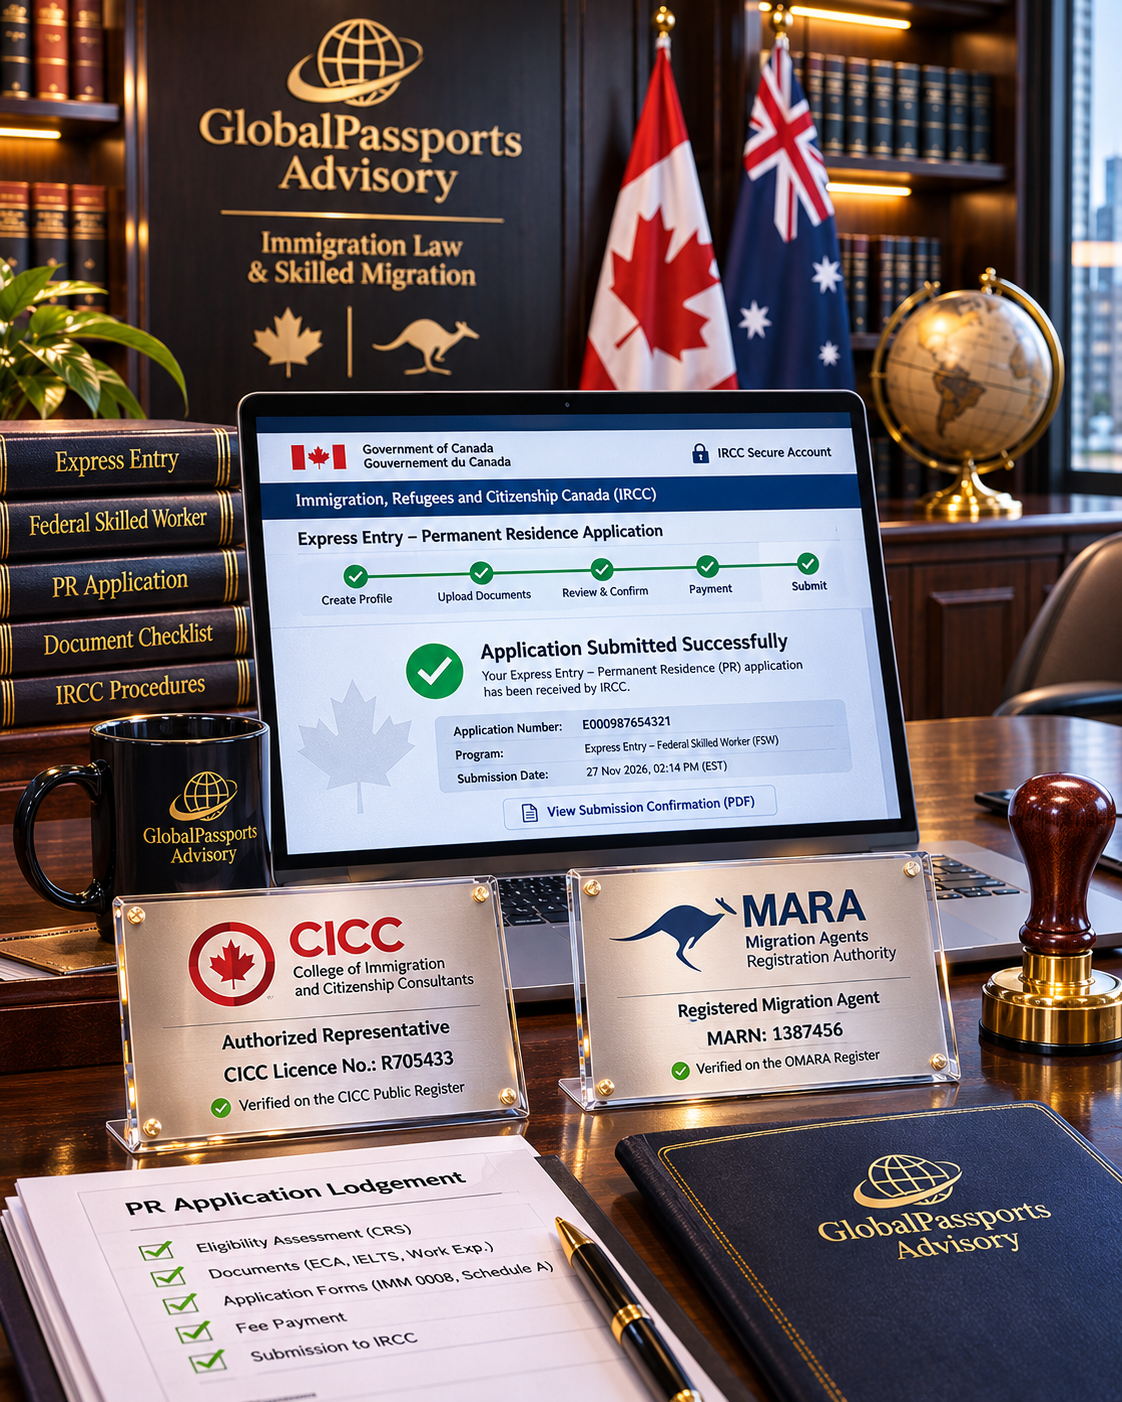 GlobalPassports
Advisory
Immigration Law
& Skilled Migration
Express Entry
Federal Skilled Worker
PR Application
Document Checklist
IRCC Procedures
Government of Canada
Gouvernement du Canada
IRCC Secure Account
Immigration, Refugees and Citizenship Canada (IRCC)
Express Entry – Permanent Residence Application
Create Profile
Upload Documents
Review & Confirm
Payment
Submit
Application Submitted Successfully
Your Express Entry – Permanent Residence (PR) application
has been received by IRCC.
Application Number: E000987654321
Program: Express Entry – Federal Skilled Worker (FSW)
Submission Date: 27 Nov 2026, 02:14 PM (EST)
View Submission Confirmation (PDF)
GlobalPassports
Advisory
CICC
College of Immigration
and Citizenship Consultants
Authorized Representative
CICC Licence No.: R705433
Verified on the CICC Public Register
MARA
Migration Agents
Registration Authority
Registered Migration Agent
MARN: 1387456
Verified on the OMARA Register
PR Application Lodgement
Eligibility Assessment (CRS)
Documents (ECA, IELTS, Work Exp.)
Application Forms (IMM 0008, Schedule A)
Fee Payment
Submission to IRCC
GlobalPassports
Advisory